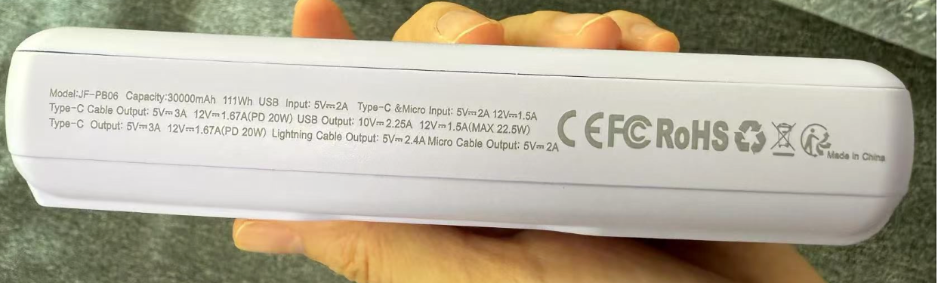 Model:JF-PB06 Capacity:30000mAh 111Wh USB Input: 5V⎓2A Type-C &Micro Input: 5V⎓2A 12V⎓1.5A
Type-C Cable Output: 5V⎓3A 12V⎓1.67A(PD 20W) USB Output: 10V⎓2.25A 12V⎓1.5A(MAX 22.5W)
Type-C Output: 5V⎓3A 12V⎓1.67A(PD 20W) Lightning Cable Output: 5V⎓2.4A Micro Cable Output: 5V⎓2A
CE FC RoHS
Made in China